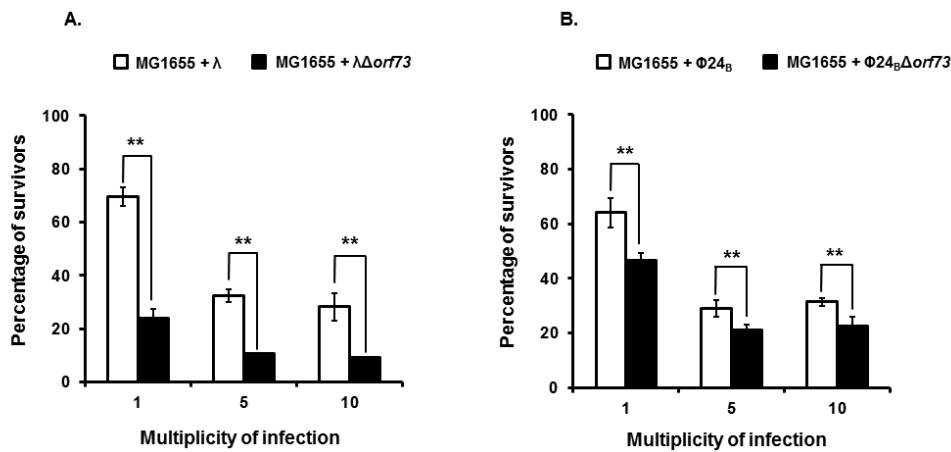 A.
MG1655 + λ MG1655 + λΔorf73
Percentage of survivors
100
80
60
40
20
0
** ** **
1 5 10
Multiplicity of infection
B.
MG1655 + Φ24B MG1655 + Φ24BΔorf73
Percentage of survivors
100
80
60
40
20
0
** ** **
1 5 10
Multiplicity of infection